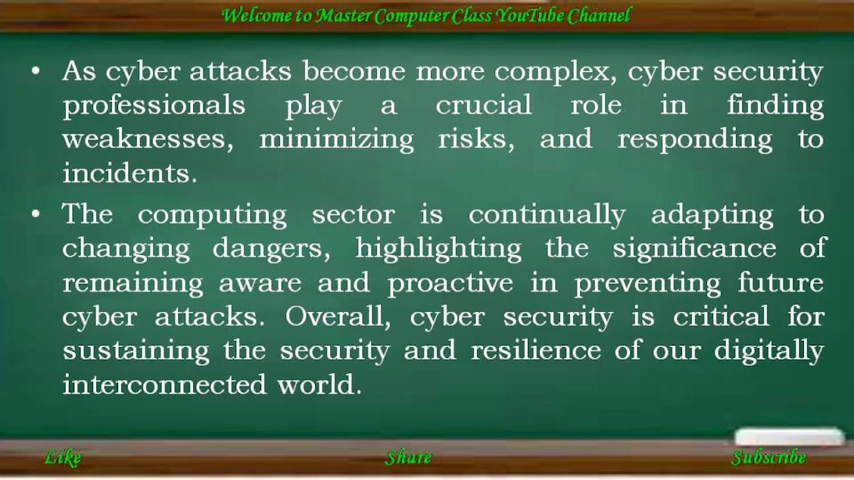 Welcome to Master Computer Class YouTube Channel
• As cyber attacks become more complex, cyber security
professionals play a crucial role in finding
weaknesses, minimizing risks, and responding to
incidents.
• The computing sector is continually adapting to
changing dangers, highlighting the significance of
remaining aware and proactive in preventing future
cyber attacks. Overall, cyber security is critical for
sustaining the security and resilience of our digitally
interconnected world.
Like Share Subscribe